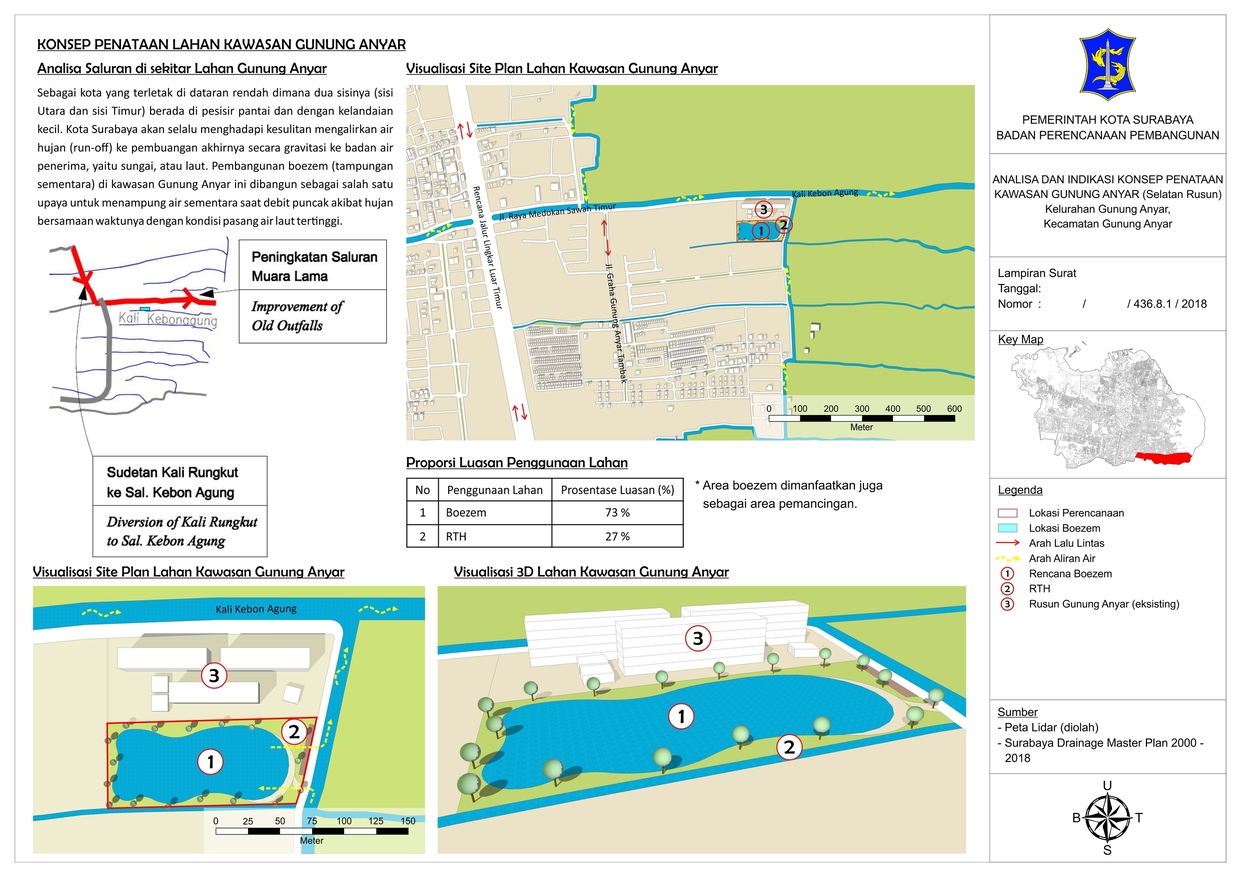 KONSEP PENATAAN LAHAN KAWASAN GUNUNG ANYAR
Analisa Saluran di sekitar Lahan Gunung Anyar
Sebagai kota yang terletak di dataran rendah dimana dua sisinya (sisi
Utara dan sisi Timur) berada di pesisir pantai dan dengan kelandaian
kecil. Kota Surabaya akan selalu menghadapi kesulitan mengalirkan air
hujan (run-off) ke pembuangan akhirnya secara gravitasi ke badan air
penerima, yaitu sungai, atau laut. Pembangunan boezem (tampungan
sementara) di kawasan Gunung Anyar ini dibangun sebagai salah satu
upaya untuk menampung air sementara saat debit puncak akibat hujan
bersamaan waktunya dengan kondisi pasang air laut tertinggi.
Peningkatan Saluran
Muara Lama
Improvement of
Old Outfalls
Kali Kebonagung
Sudetan Kali Rungkut
ke Sal. Kebon Agung
Diversion of Kali Rungkut
to Sal. Kebon Agung
Visualisasi Site Plan Lahan Kawasan Gunung Anyar
Rencana Jalur Lingkar Luar Timur
Jl. Raya Medokan Sawah Timur
Jl. Graha Gunung Anyar Tambak
Kali Kebon Agung
3
1
2
0 100 200 300 400 500 600
Meter
Proporsi Luasan Penggunaan Lahan
No Penggunaan Lahan Prosentase Luasan (%)
1 Boezem 73 %
2 RTH 27 %
* Area boezem dimanfaatkan juga
sebagai area pemancingan.
Visualisasi Site Plan Lahan Kawasan Gunung Anyar
Kali Kebon Agung
3
2
1
0 25 50 75 100 125 150
Meter
Visualisasi 3D Lahan Kawasan Gunung Anyar
3
1
2
PEMERINTAH KOTA SURABAYA
BADAN PERENCANAAN PEMBANGUNAN
ANALISA DAN INDIKASI KONSEP PENATAAN
KAWASAN GUNUNG ANYAR (Selatan Rusun)
Kelurahan Gunung Anyar,
Kecamatan Gunung Anyar
Lampiran Surat
Tanggal:
Nomor : / / 436.8.1 / 2018
Key Map
Legenda
Lokasi Perencanaan
Lokasi Boezem
Arah Lalu Lintas
Arah Aliran Air
1 Rencana Boezem
2 RTH
3 Rusun Gunung Anyar (eksisting)
Sumber
- Peta Lidar (diolah)
- Surabaya Drainage Master Plan 2000 -
2018
U
B T
S